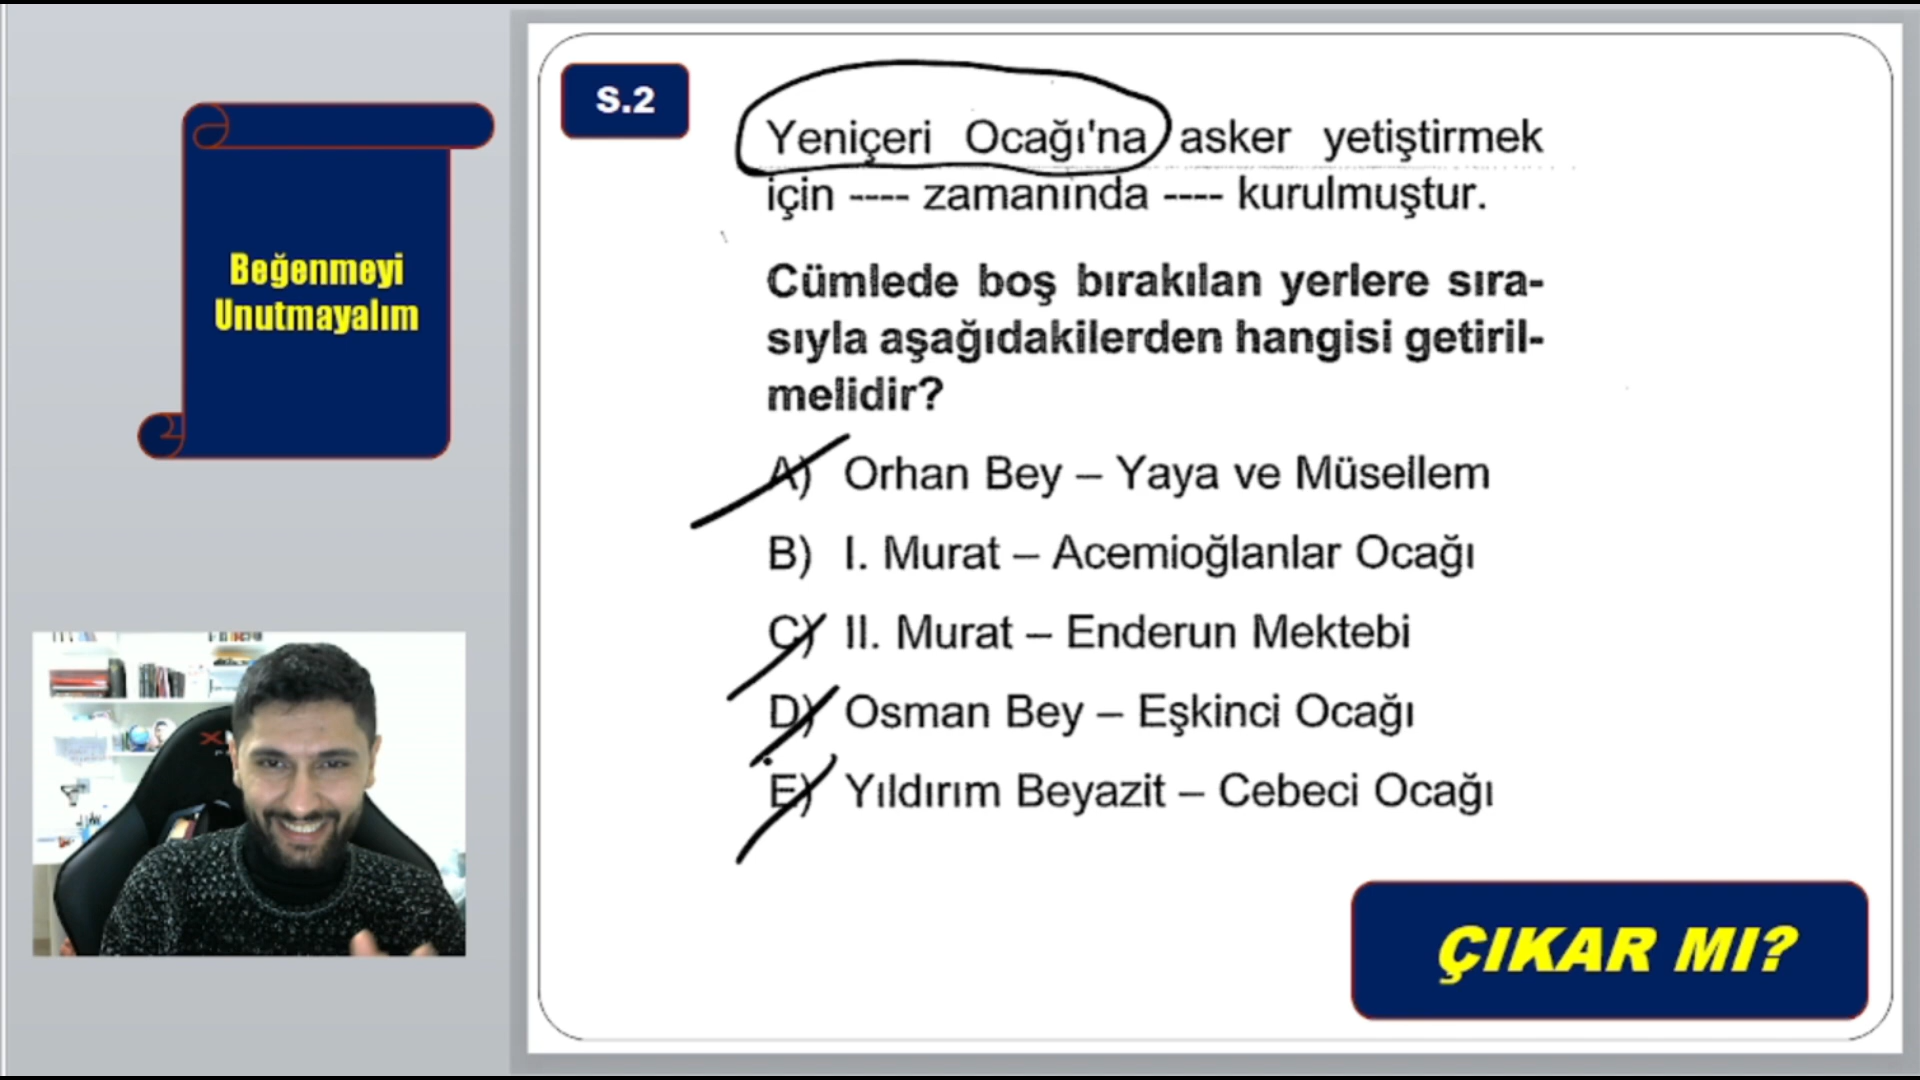 S.2
Yeniçeri Ocağı'na asker yetiştirmek
için ---- zamanında ---- kurulmuştur.
Cümlede boş bırakılan yerlere sıra-
sıyla aşağıdakilerden hangisi getiril-
melidir?
A) Orhan Bey – Yaya ve Müsellem
B) I. Murat – Acemioğlanlar Ocağı
C) II. Murat – Enderun Mektebi
D) Osman Bey – Eşkinci Ocağı
E) Yıldırım Beyazit – Cebeci Ocağı
Beğenmeyi
Unutmayalım
ÇIKAR MI?